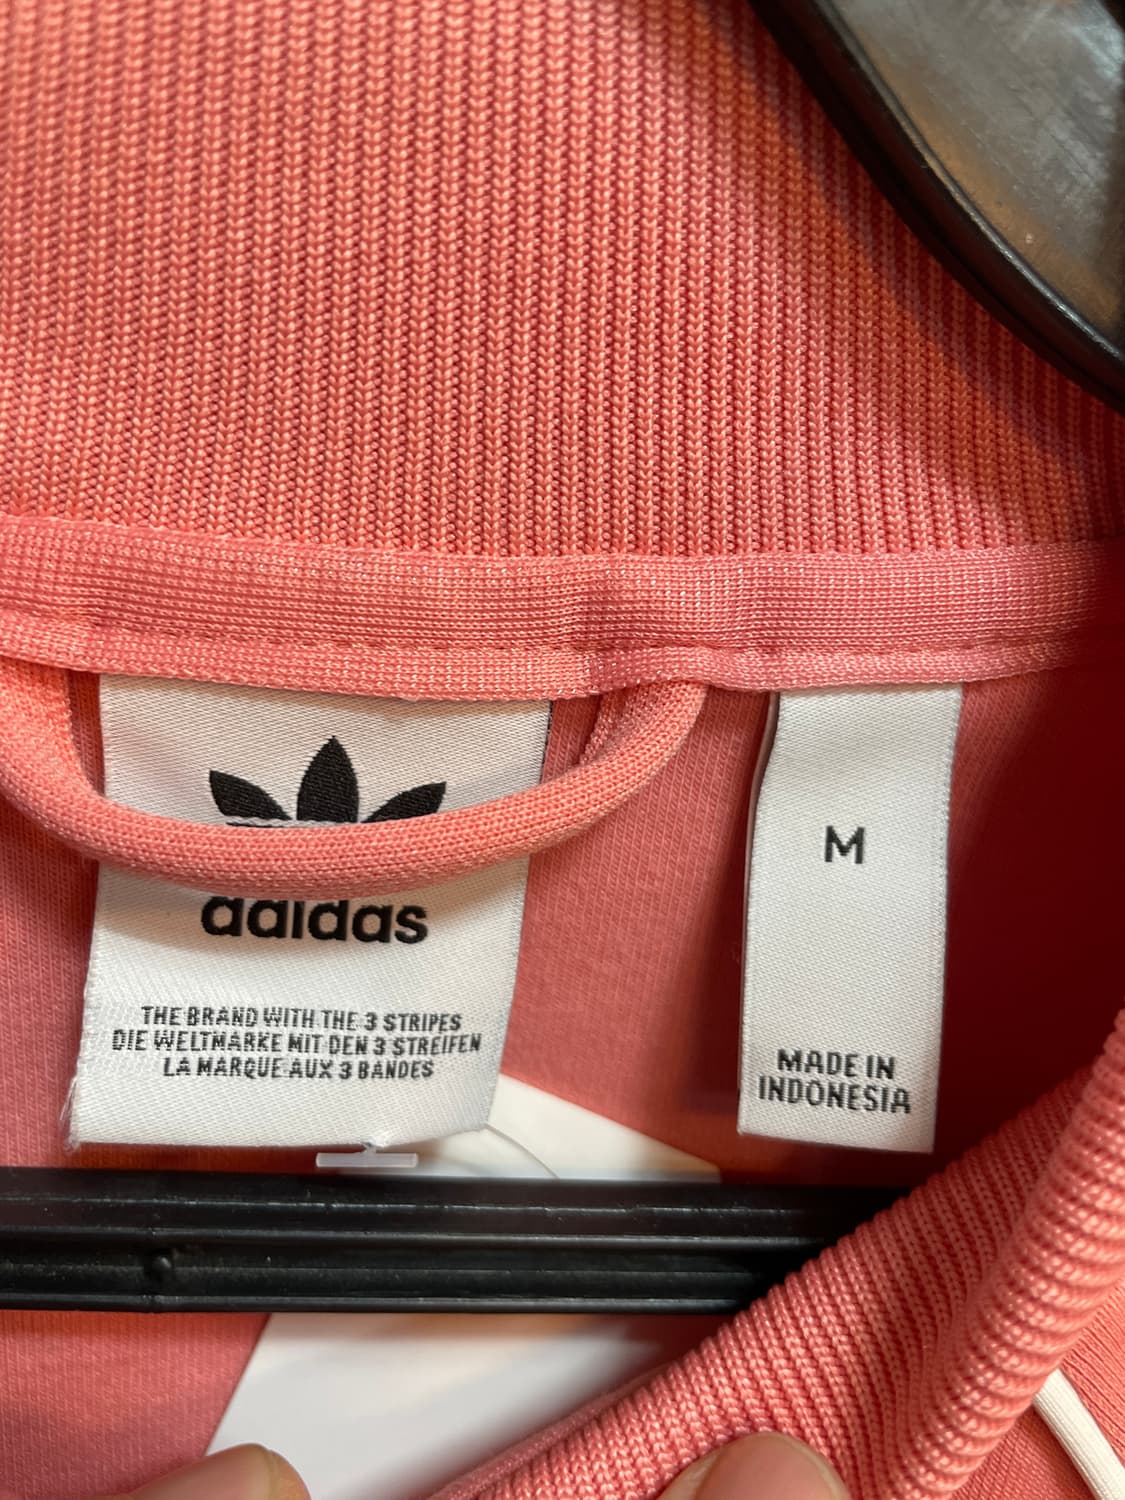 adidas
THE BRAND WITH THE 3 STRIPES
DIE WELTMARKE MIT DEN 3 STREIFEN
LA MARQUE AUX 3 BANDES
M
MADE IN
INDONESIA